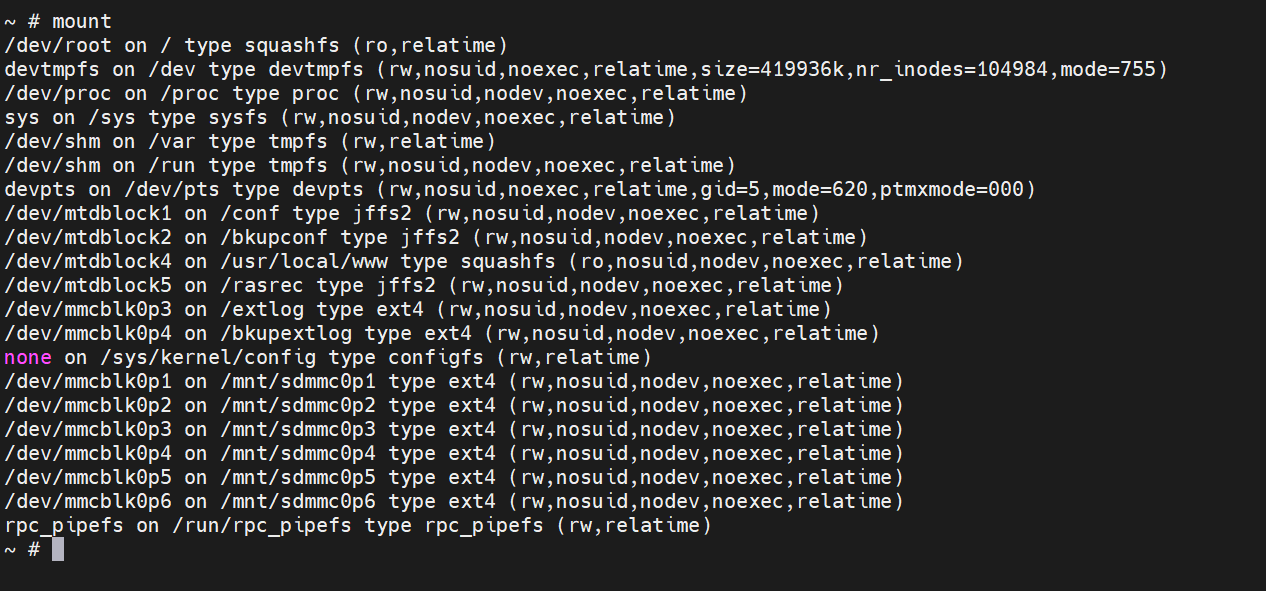 ~ # mount
/dev/root on / type squashfs (ro,relatime)
devtmpfs on /dev type devtmpfs (rw,nosuid,noexec,relatime,size=419936k,nr_inodes=104984,mode=755)
/dev/proc on /proc type proc (rw,nosuid,nodev,noexec,relatime)
sys on /sys type sysfs (rw,nosuid,nodev,noexec,relatime)
/dev/shm on /var type tmpfs (rw,relatime)
/dev/shm on /run type tmpfs (rw,nosuid,nodev,noexec,relatime)
devpts on /dev/pts type devpts (rw,nosuid,noexec,relatime,gid=5,mode=620,ptmxmode=000)
/dev/mtdblock1 on /conf type jffs2 (rw,nosuid,nodev,noexec,relatime)
/dev/mtdblock2 on /bkupconf type jffs2 (rw,nosuid,nodev,noexec,relatime)
/dev/mtdblock4 on /usr/local/www type squashfs (ro,nosuid,nodev,noexec,relatime)
/dev/mtdblock5 on /rasrec type jffs2 (rw,nosuid,nodev,noexec,relatime)
/dev/mmcblk0p3 on /extlog type ext4 (rw,nosuid,nodev,noexec,relatime)
/dev/mmcblk0p4 on /bkupextlog type ext4 (rw,nosuid,nodev,noexec,relatime)
none on /sys/kernel/config type configfs (rw,relatime)
/dev/mmcblk0p1 on /mnt/sdmmc0p1 type ext4 (rw,nosuid,nodev,noexec,relatime)
/dev/mmcblk0p2 on /mnt/sdmmc0p2 type ext4 (rw,nosuid,nodev,noexec,relatime)
/dev/mmcblk0p3 on /mnt/sdmmc0p3 type ext4 (rw,nosuid,nodev,noexec,relatime)
/dev/mmcblk0p4 on /mnt/sdmmc0p4 type ext4 (rw,nosuid,nodev,noexec,relatime)
/dev/mmcblk0p5 on /mnt/sdmmc0p5 type ext4 (rw,nosuid,nodev,noexec,relatime)
/dev/mmcblk0p6 on /mnt/sdmmc0p6 type ext4 (rw,nosuid,nodev,noexec,relatime)
rpc_pipefs on /run/rpc_pipefs type rpc_pipefs (rw,relatime)
~ #